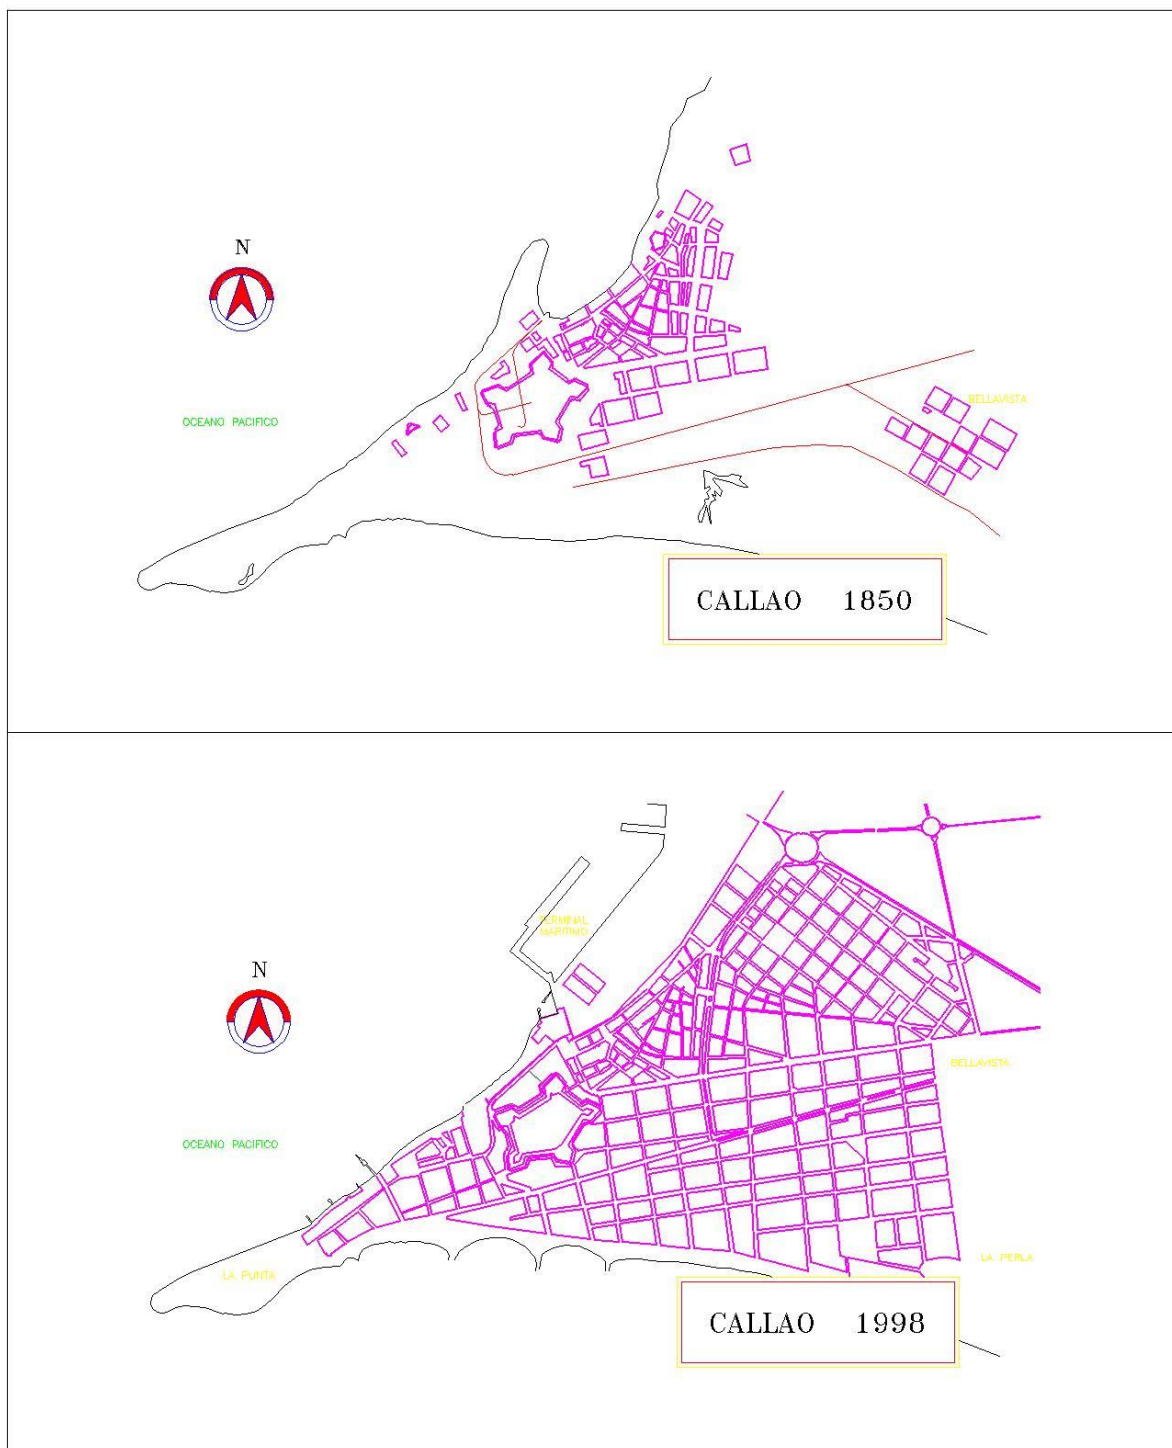 N
OCEANO PACIFICO
BELLAVISTA
CALLAO 1850
TERMINAL
MARITIMO
N
BELLAVISTA
OCEANO PACIFICO
LA PERLA
LA PUNTA
CALLAO 1998